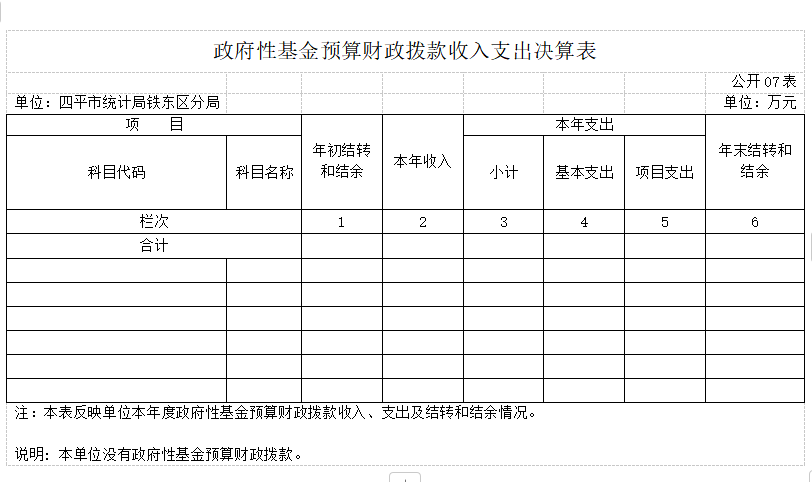 政府性基金预算财政拨款收入支出决算表
公开07表
单位：四平市统计局铁东区分局 单位：万元
项 目 年初结转和结余 本年收入 本年支出 年末结转和结余
科目代码 科目名称 小计 基本支出 项目支出
栏次 1 2 3 4 5 6
合计
注：本表反映单位本年度政府性基金预算财政拨款收入、支出及结转和结余情况。
说明：本单位没有政府性基金预算财政拨款。